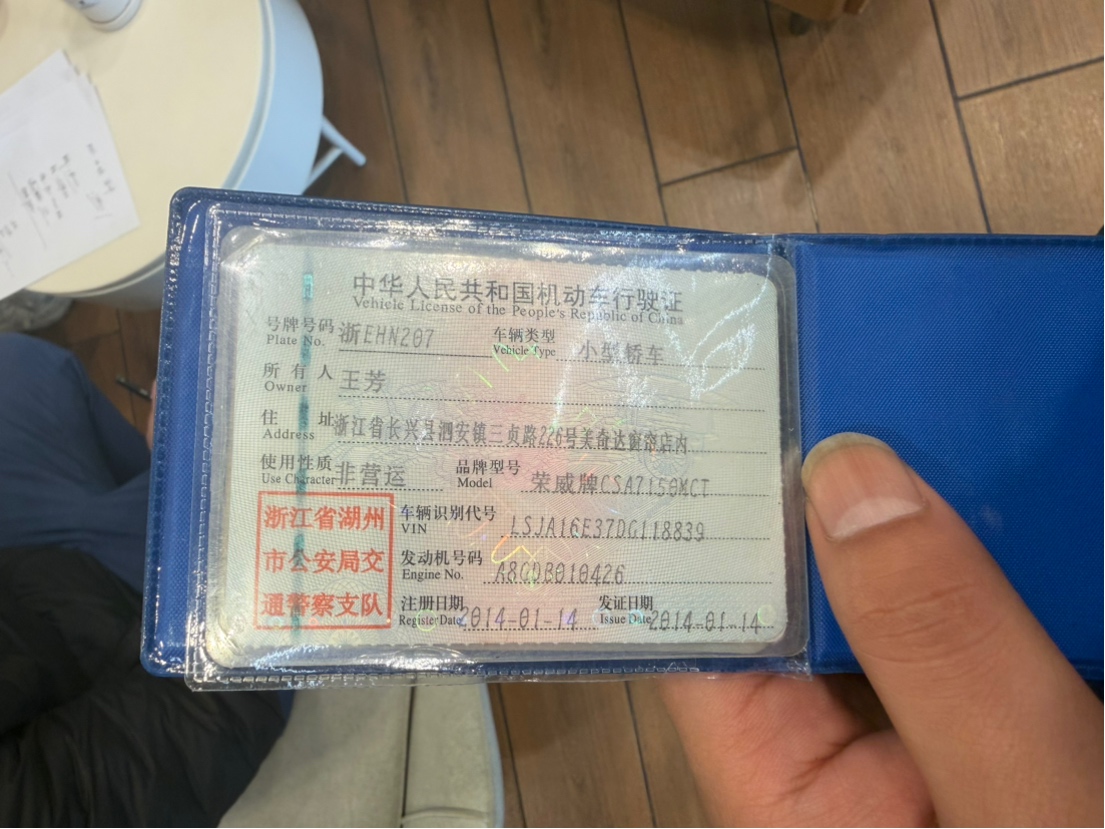 中华人民共和国机动车行驶证
Vehicle License of the People's Republic of China
号牌号码 浙EHN207 车辆类型 小型轿车
Plate No. Vehicle Type
所有人 王芳
Owner
住址 浙江省长兴县泗安镇三贞路226号美奇达窗帘店内
Address
使用性质 非营运 品牌型号 荣威牌CSA7150MCT
Use Character Model
浙江省湖州
市公安局交
通警察支队
车辆识别代号 LSJA16E37DG118839
VIN
发动机号码 A8QDB010426
Engine No.
注册日期 2014-01-14 发证日期 2014-01-14
Register Date Issue Date